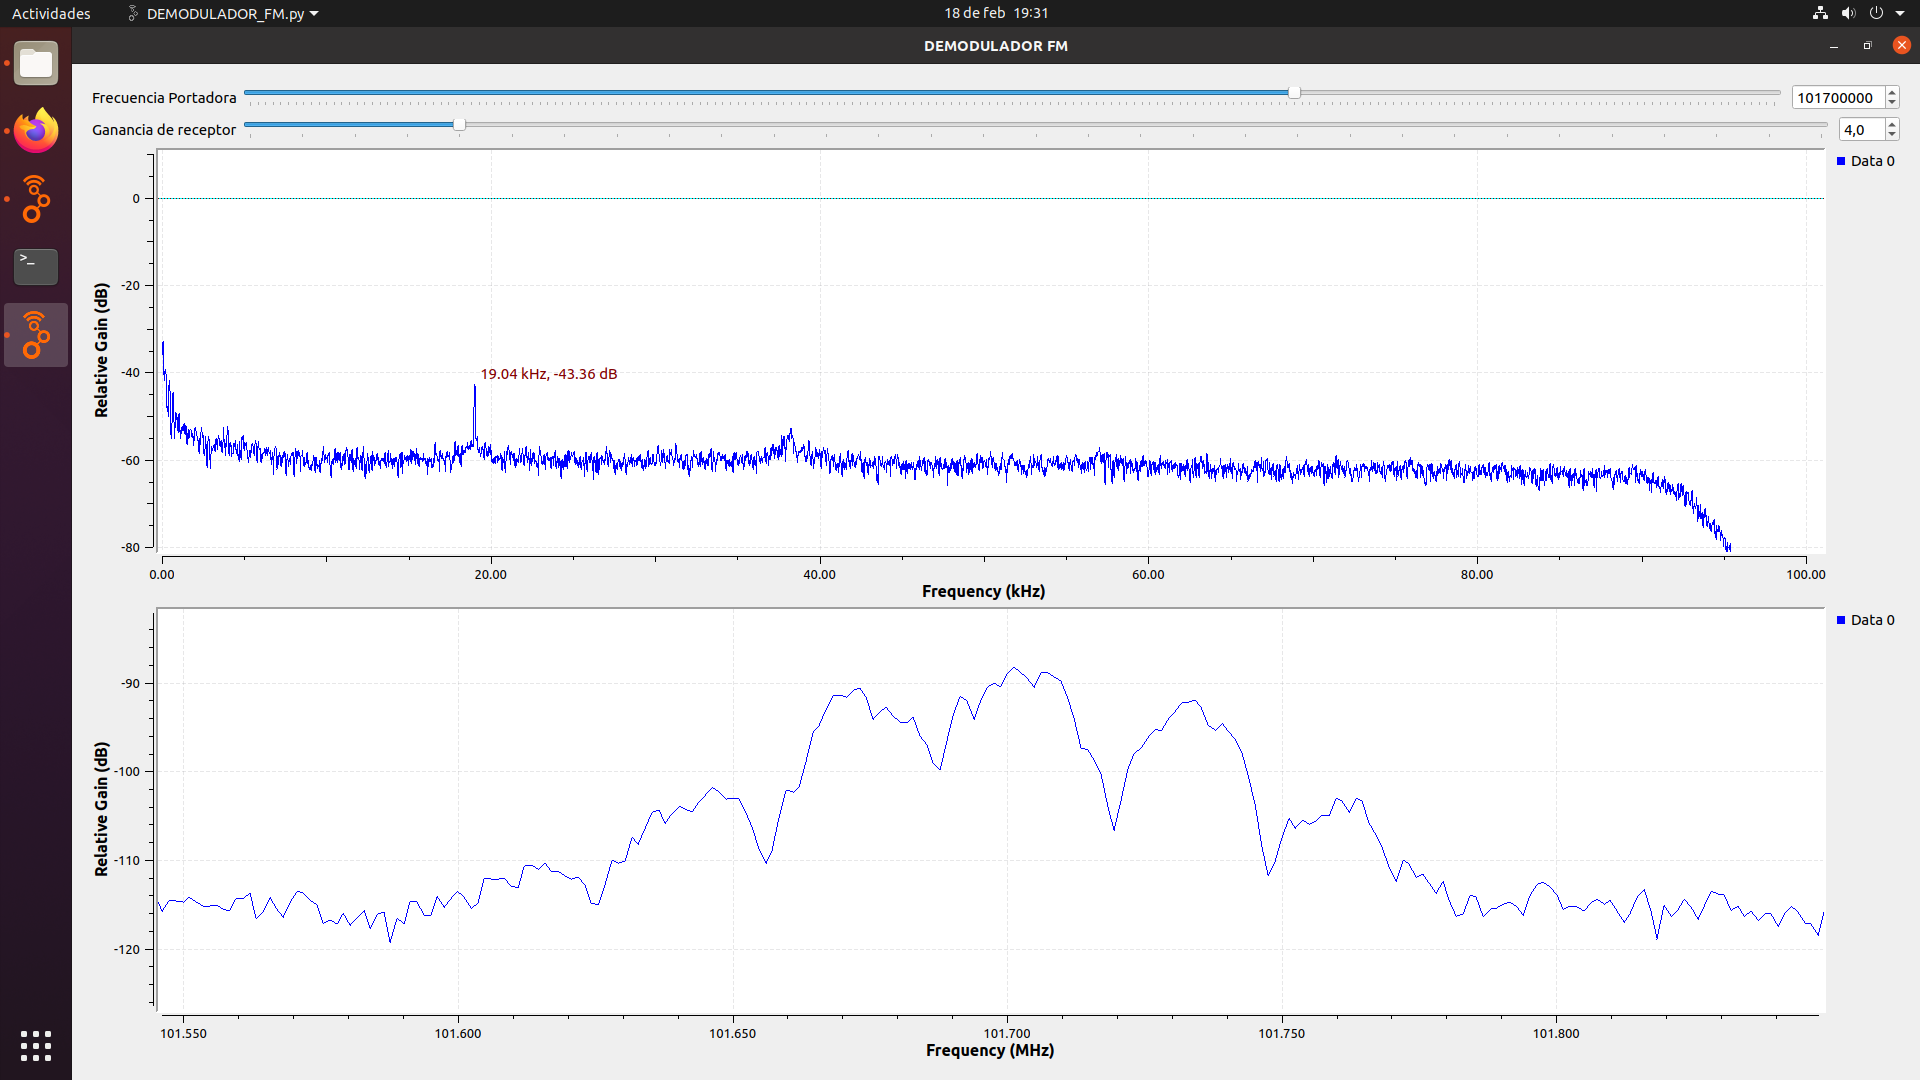 Actividades DEMODULADOR_FM.py 18 de feb 19:31
DEMODULADOR FM
Frecuencia Portadora 101700000
Ganancia de receptor 4,0
Data 0
0
-20
-40
-60
-80
Relative Gain (dB)
19.04 kHz, -43.36 dB
0.00 20.00 40.00 60.00 80.00 100.00
Frequency (kHz)
Data 0
-90
-100
-110
-120
Relative Gain (dB)
101.550 101.600 101.650 101.700 101.750 101.800
Frequency (MHz)
>_